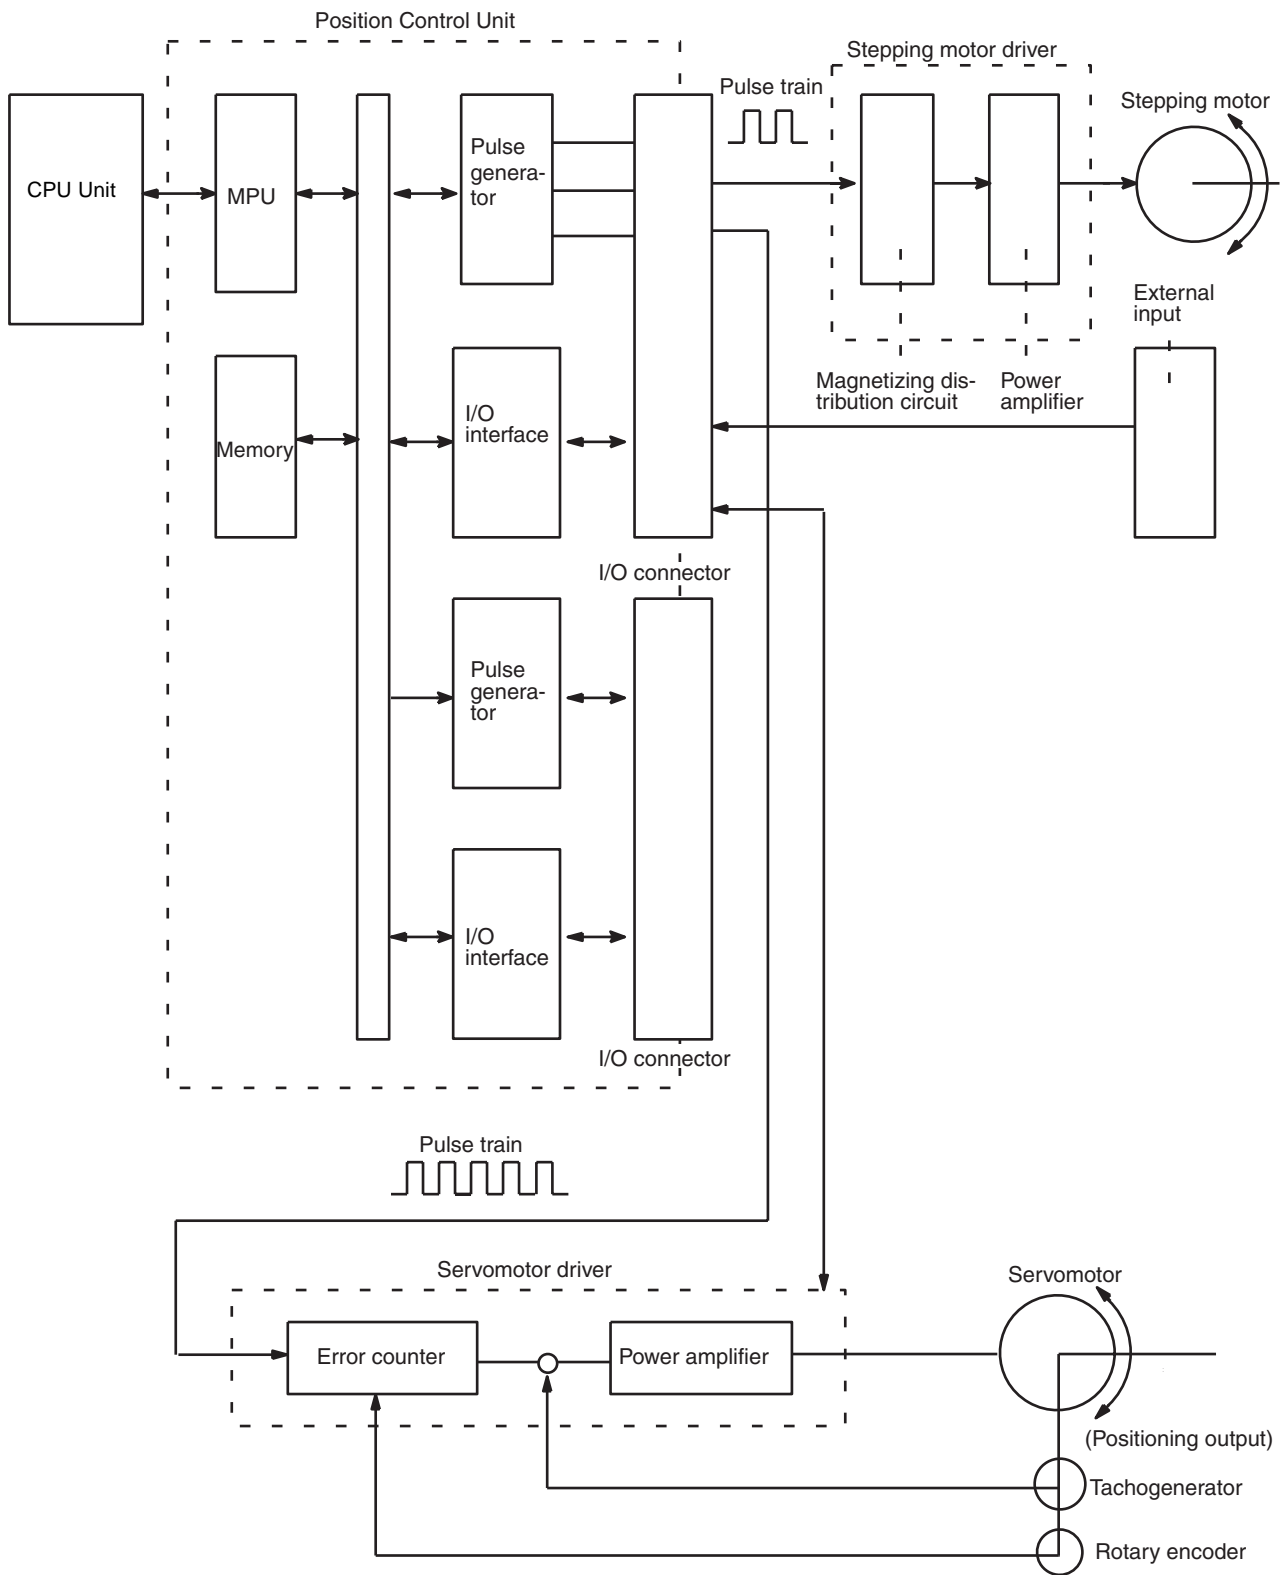 Position Control Unit
Stepping motor driver
Pulse train
Stepping motor
CPU Unit
MPU
Pulse
genera-
tor
External
input
Magnetizing dis-
tribution circuit
Power
amplifier
Memory
I/O
interface
I/O connector
Pulse
genera-
tor
I/O
interface
I/O connector
Pulse train
Servomotor driver
Servomotor
Error counter
Power amplifier
(Positioning output)
Tachogenerator
Rotary encoder